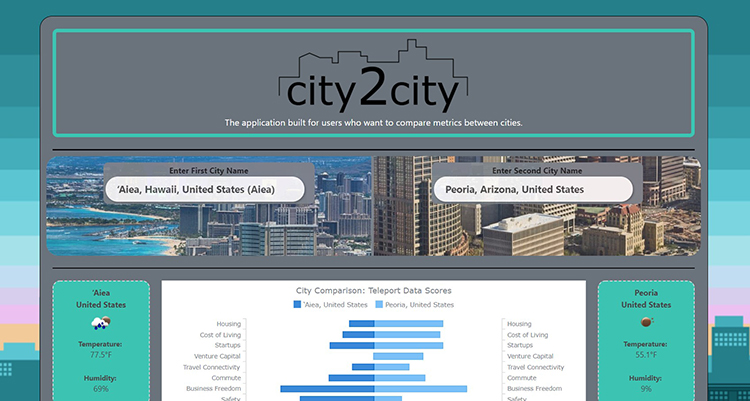 city2city
The application built for users who want to compare metrics between cities.
Enter First City Name
'Aiea, Hawaii, United States (Aiea)
Enter Second City Name
Peoria, Arizona, United States
'Aiea
United States
Temperature:
77.5°F
Humidity:
69%
City Comparison: Teleport Data Scores
'Aiea, United States Peoria, United States
Housing Housing
Cost of Living Cost of Living
Startups Startups
Venture Capital Venture Capital
Travel Connectivity Travel Connectivity
Commute Commute
Business Freedom Business Freedom
Safety Safety
Peoria
United States
Temperature:
55.1°F
Humidity:
9%